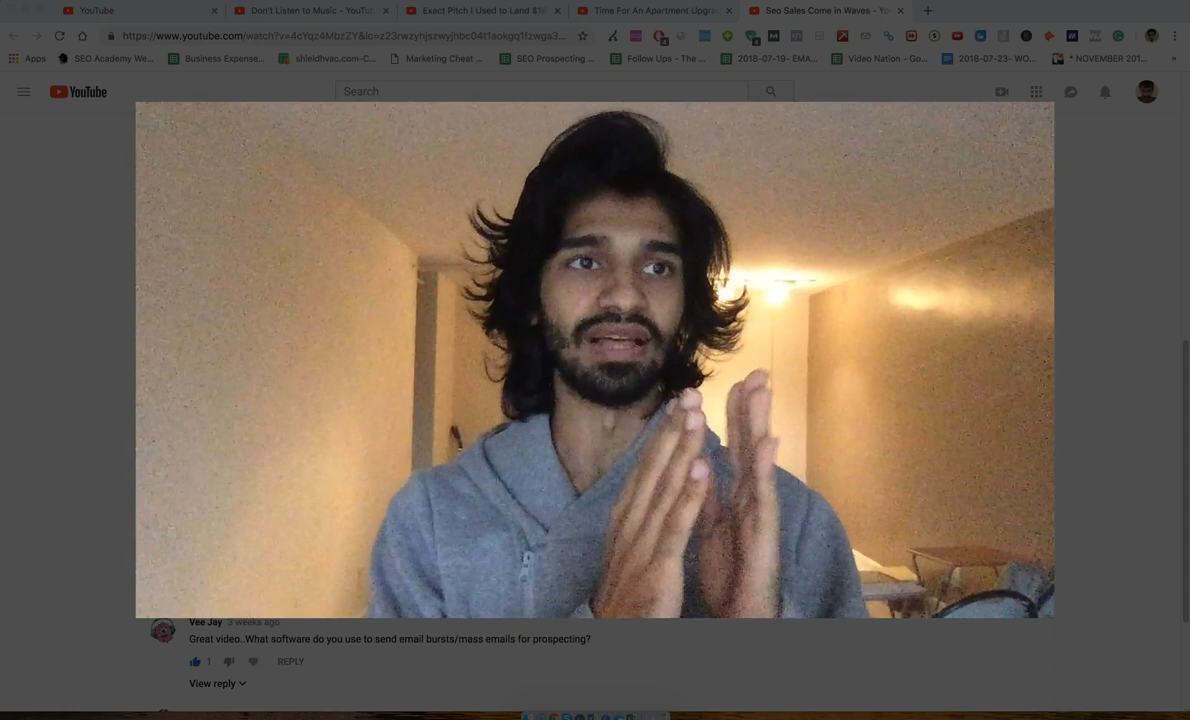 YouTube
Don't Listen to Music - YouTu
Exact Pitch I Used to Land $1
Time For An Apartment Upgra
Seo Sales Come in Waves - Yo
https://www.youtube.com/watch?v=4cYqz4MbzZY&lc=z23rwzyhjszwyjhbc04t1aokgq1fzwga3...
Apps
SEO Academy We...
Business Expense...
shieldhvac.com-C...
Marketing Cheat ...
SEO Prospecting ...
Follow Ups - The ...
2018-07-19- EMA...
Video Nation - Go...
2018-07-23- WO...
* NOVEMBER 201...
»
YouTube
Search
Vee Jay 3 weeks ago
Great video..What software do you use to send email bursts/mass emails for prospecting?
1 REPLY
View reply